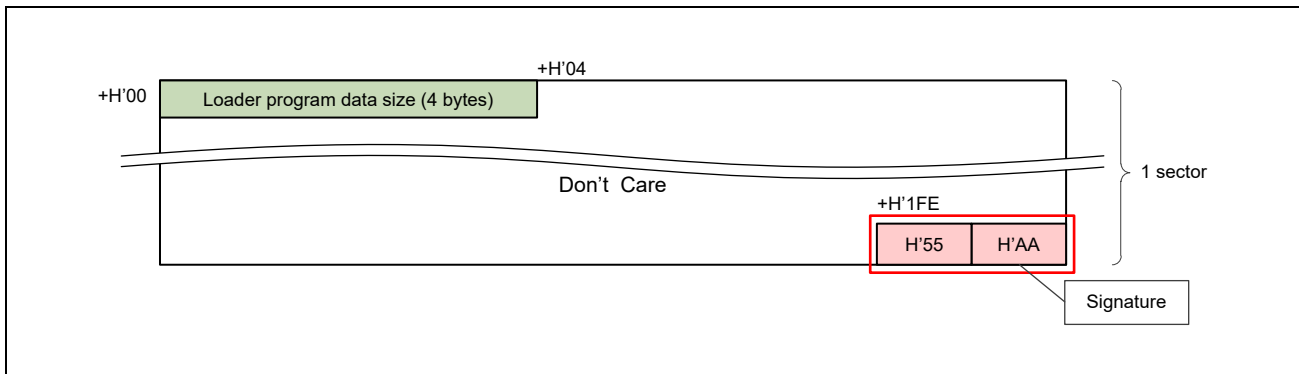 +H’04
+H’00
Loader program data size (4 bytes)
1 sector
Don’t Care
+H’1FE
H’55
H’AA
Signature